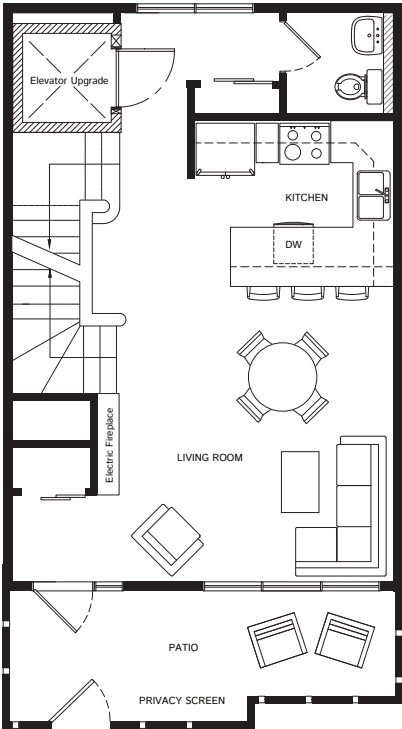 Elevator Upgrade
KITCHEN
DW
Electric Fireplace
LIVING ROOM
PATIO
PRIVACY SCREEN